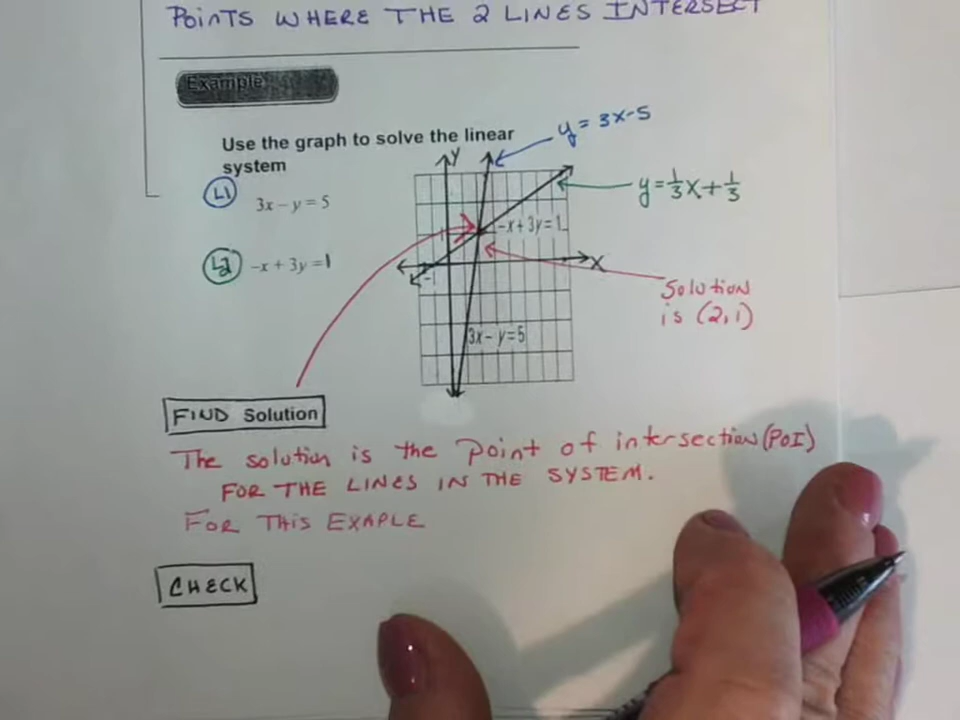 POINTS WHERE THE 2 LINES INTERSECT
Example
Use the graph to solve the linear
system
y = 3x-5
L1 3x – y = 5
y = 1/3x + 1/3
L2 -x + 3y = 1
Y
-x + 3y = 1
X
-1
3x – y = 5
Solution
is (2,1)
FIND Solution
The solution is the Point of intersection (POI)
FOR THE LINES IN THE SYSTEM.
FOR THIS EXAPLE
CHECK